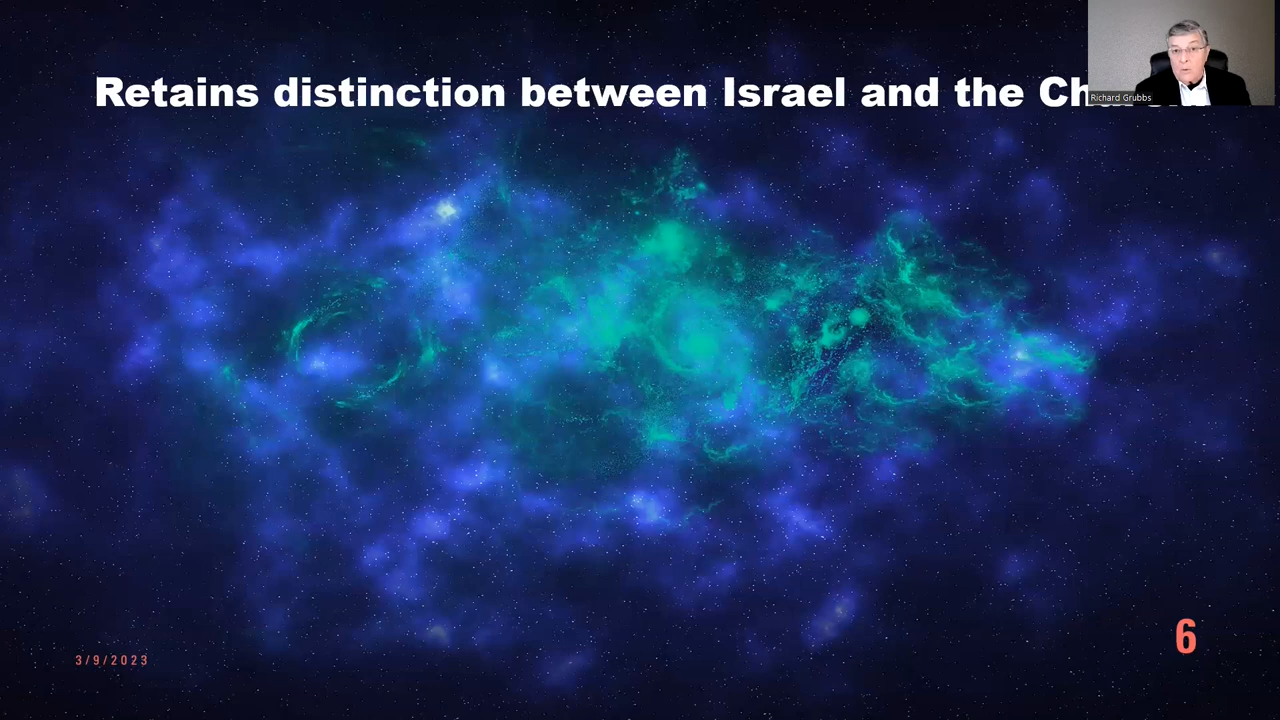 Retains distinction between Israel and the
Richard Grubbs
3/9/2023
6